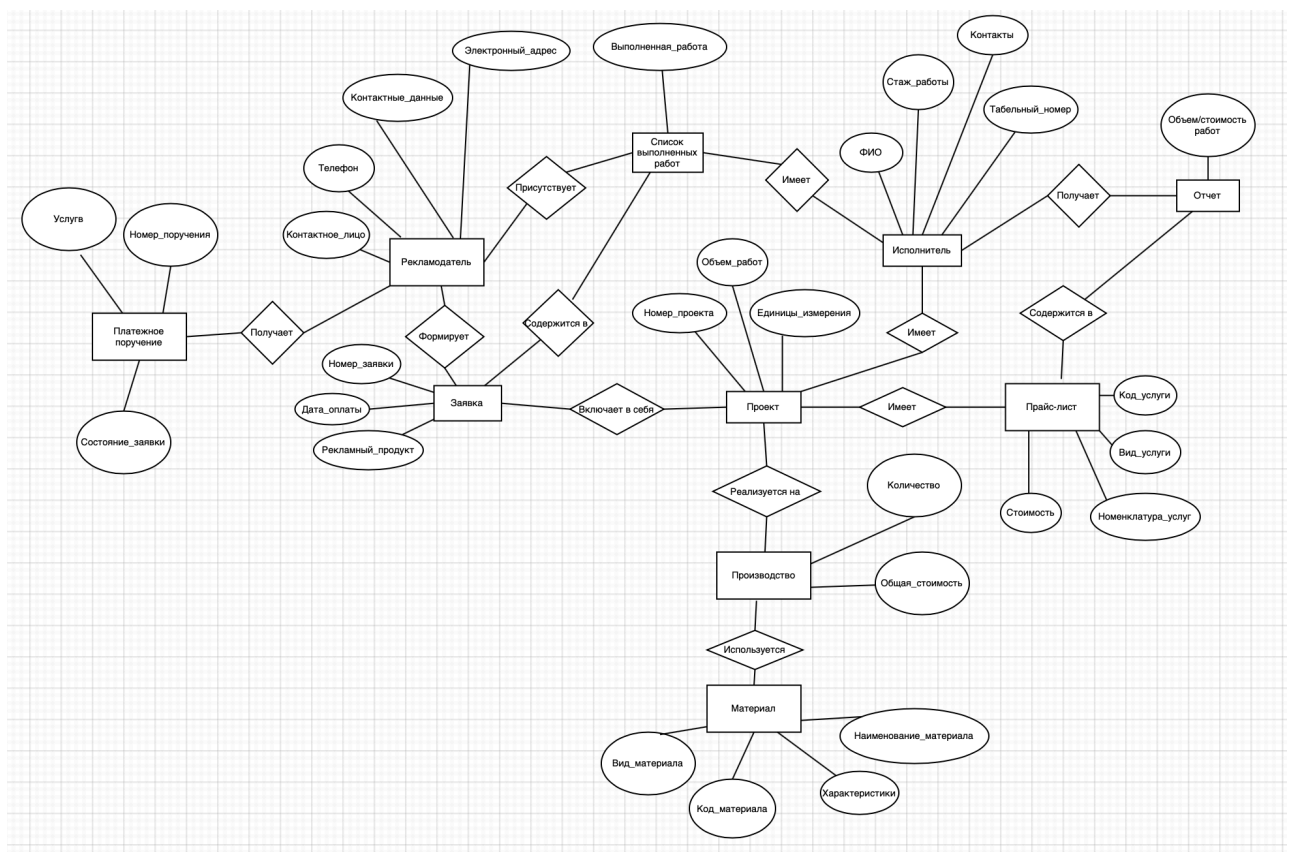 Контакты
Электронный_адрес
Выполненная_работа
Стаж_работы
Контактные_данные
Табельный_номер
Объем/стоимость
работ
Список
выполненных
работ
ФИО
Телефон
Присутствует
Имеет
Получает
Отчет
Услугв
Номер_поручения
Контактное_лицо
Рекламодатель
Исполнитель
Объем_работ
Номер_проекта
Единицы_измерения
Содержится в
Платежное
поручение
Получает
Формирует
Содержится в
Имеет
Номер_заявки
Дата_оплаты
Заявка
Включает в себя
Проект
Имеет
Прайс-лист
Код_услуги
Состояние_заявки
Рекламный_продукт
Вид_услуги
Реализуется на
Количество
Стоимость
Номенклатура_услуг
Производство
Общая_стоимость
Используется
Материал
Наименование_материала
Вид_материала
Характеристики
Код_материала